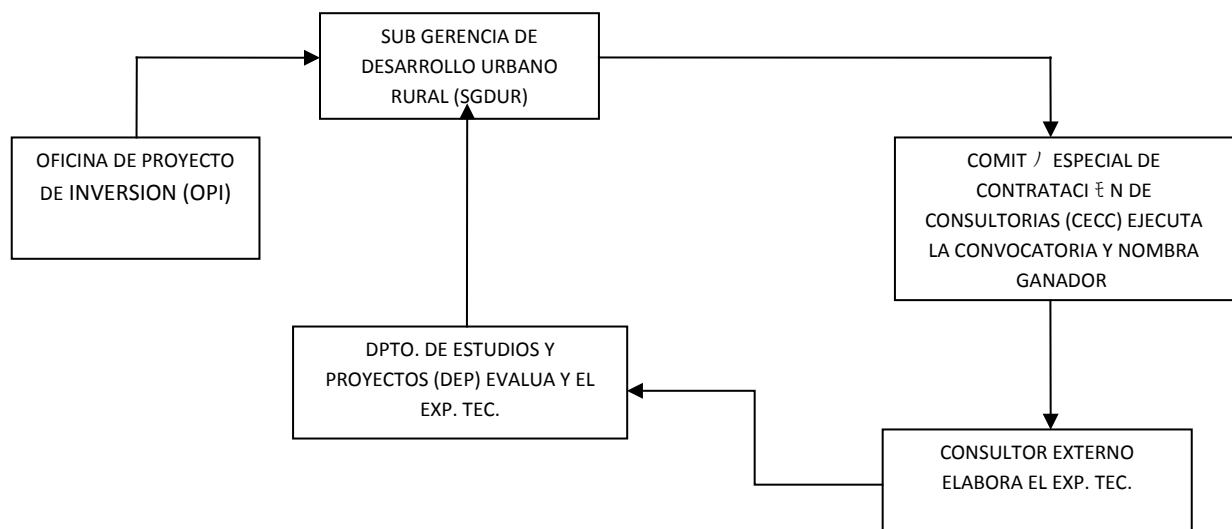 SUB GERENCIA DE
DESARROLLO URBANO
RURAL (SGDUR)
OFICINA DE PROYECTO
DE INVERSION (OPI)
COMIT ﾉ ESPECIAL DE
CONTRATACI ﾓ N DE
CONSULTORIAS (CECC) EJECUTA
LA CONVOCATORIA Y NOMBRA
GANADOR
DPTO. DE ESTUDIOS Y
PROYECTOS (DEP) EVALUA Y EL
EXP. TEC.
CONSULTOR EXTERNO
ELABORA EL EXP. TEC.